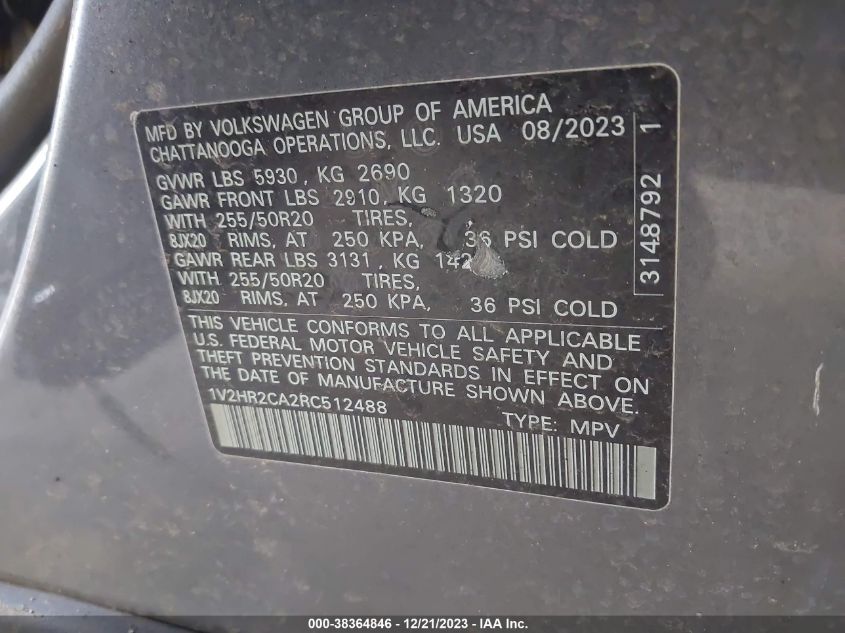 MFD BY VOLKSWAGEN GROUP OF AMERICA
CHATTANOOGA OPERATIONS, LLC. USA 08/2023
GVWR LBS 5930, KG 2690
GAWR FRONT LBS 2910, KG 1320
WITH 255/50R20 TIRES,
8JX20 RIMS, AT 250 KPA, 36 PSI COLD
GAWR REAR LBS 3131, KG
WITH 255/50R20 TIRES,
8JX20 RIMS, AT 250 KPA, 36 PSI COLD
THIS VEHICLE CONFORMS TO ALL APPLICABLE
U.S. FEDERAL MOTOR VEHICLE SAFETY AND
THEFT PREVENTION STANDARDS IN EFFECT ON
THE DATE OF MANUFACTURE SHOWN ABOVE.
1V2HR2CA2RC512488 TYPE: MPV
3148792 1
000-38364846 - 12/21/2023 - IAA Inc.